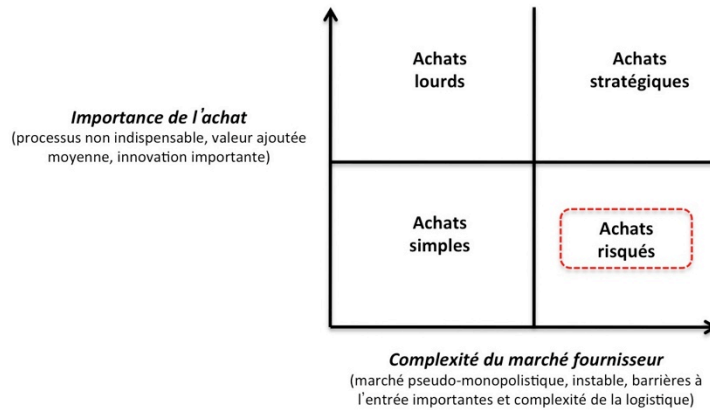 Achats
lourds
Achats
stratégiques
Importance de l'achat
(processus non indispensable, valeur ajoutée
moyenne, innovation importante)
Achats
simples
Achats
risqués
Complexité du marché fournisseur
(marché pseudo-monopolistique, instable, barrières à
l'entrée importantes et complexité de la logistique)